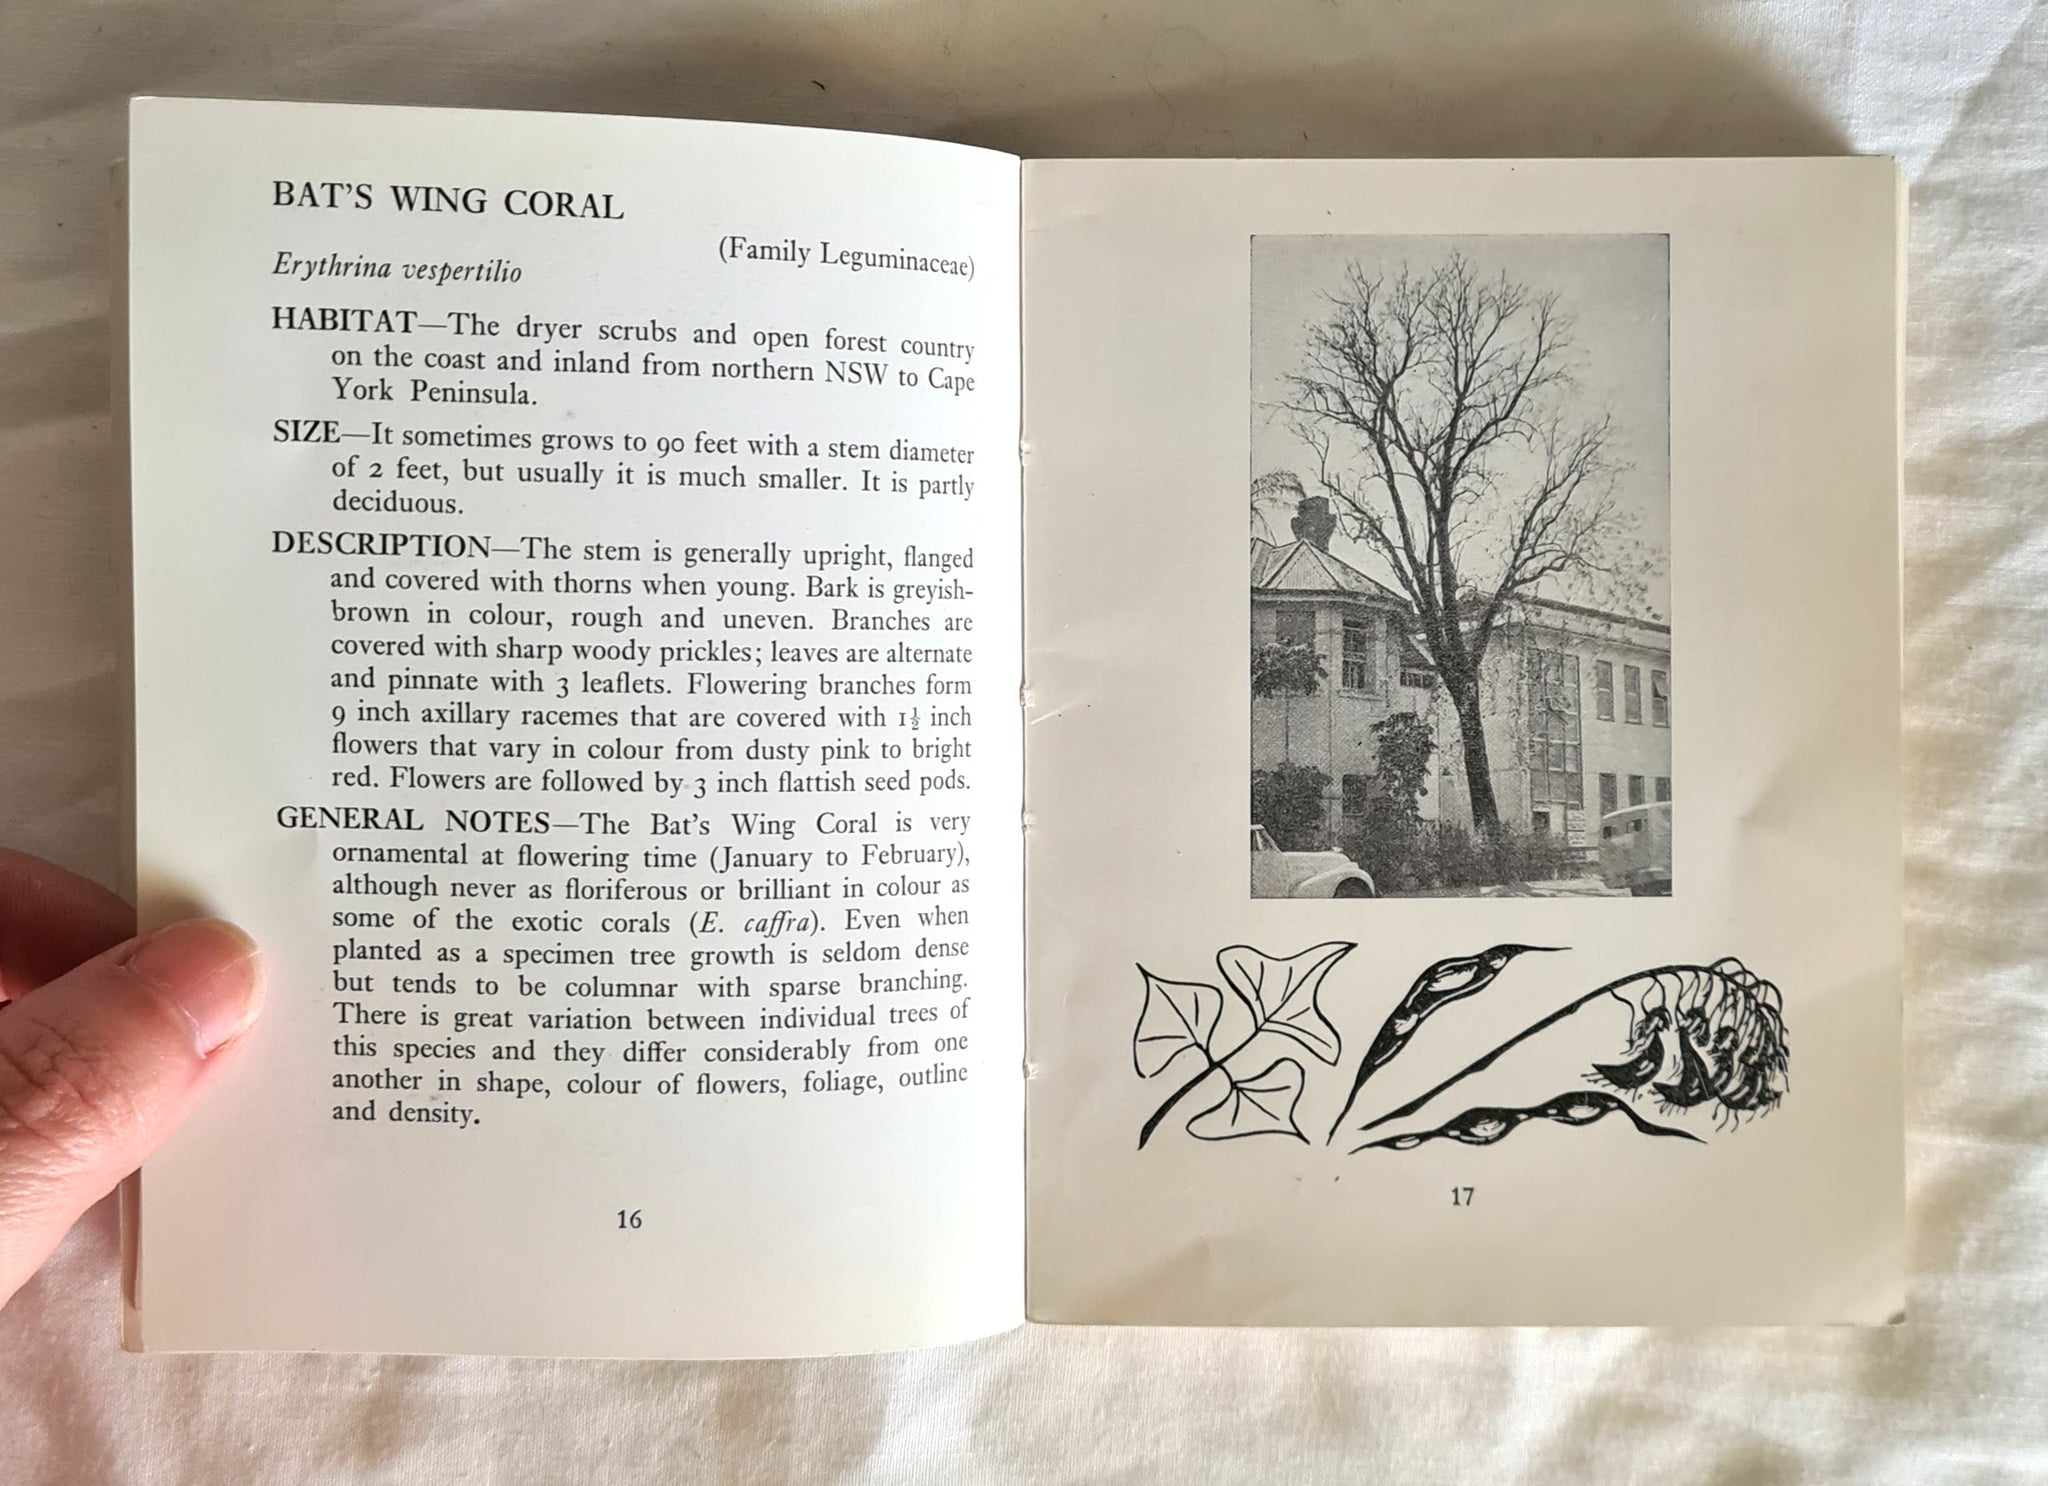 BAT'S WING CORAL
(Family Leguminaceae)
Erythrina vespertilio
HABITAT—The dryer scrubs and open forest country
on the coast and inland from northern NSW to Cape
York Peninsula.
SIZE—It sometimes grows to 90 feet with a stem diameter
of 2 feet, but usually it is much smaller. It is partly
deciduous.
DESCRIPTION—The stem is generally upright, flanged
and covered with thorns when young. Bark is greyish-
brown in colour, rough and uneven. Branches are
covered with sharp woody prickles; leaves are alternate
and pinnate with 3 leaflets. Flowering branches form
9 inch axillary racemes that are covered with 1½ inch
flowers that vary in colour from dusty pink to bright
red. Flowers are followed by 3 inch flattish seed pods.
GENERAL NOTES—The Bat's Wing Coral is very
ornamental at flowering time (January to February),
although never as floriferous or brilliant in colour as
some of the exotic corals (E. caffra). Even when
planted as a specimen tree growth is seldom dense
but tends to be columnar with sparse branching.
There is great variation between individual trees of
this species and they differ considerably from one
another in shape, colour of flowers, foliage, outline
and density.
16
17